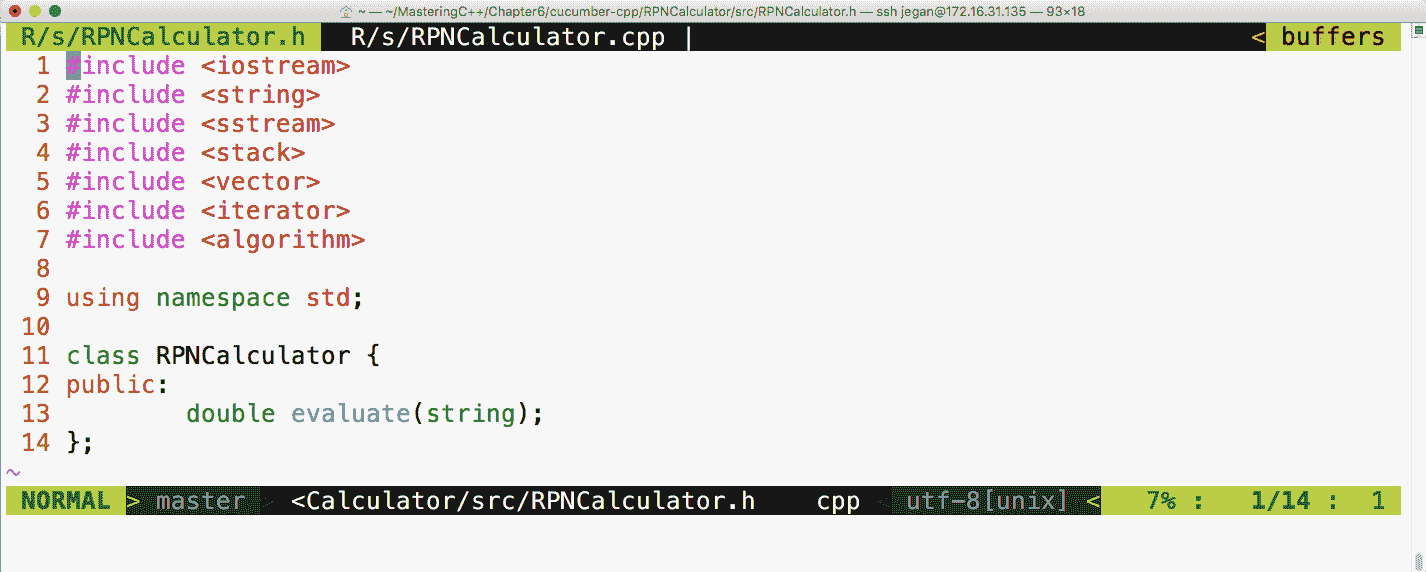 ~ — ~/MasteringC++/Chapter6/cucumber-cpp/RPNCalculator/src/RPNCalculator.h — ssh jegan@172.16.31.135 — 93×18
R/s/RPNCalculator.h R/s/RPNCalculator.cpp | < buffers
1 #include <iostream>
2 #include <string>
3 #include <sstream>
4 #include <stack>
5 #include <vector>
6 #include <iterator>
7 #include <algorithm>
8
9 using namespace std;
10
11 class RPNCalculator {
12 public:
13 double evaluate(string);
14 };
~
NORMAL > master > <Calculator/src/RPNCalculator.h cpp < utf-8[unix] < 7% : 1/14 : 1